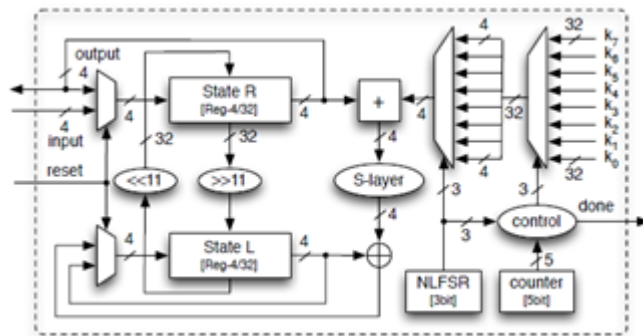 output
4
input
4
reset
4
State R
[Reg-4/32]
4
32
32
<<11
>>11
4
State L
[Reg-4/32]
4
+
4
S-layer
4
4
4
4
32
32
32
k7
k6
k5
k4
k3
k2
k1
k0
3
3
3
control
done
5
NLFSR
[3bit]
counter
[5bit]